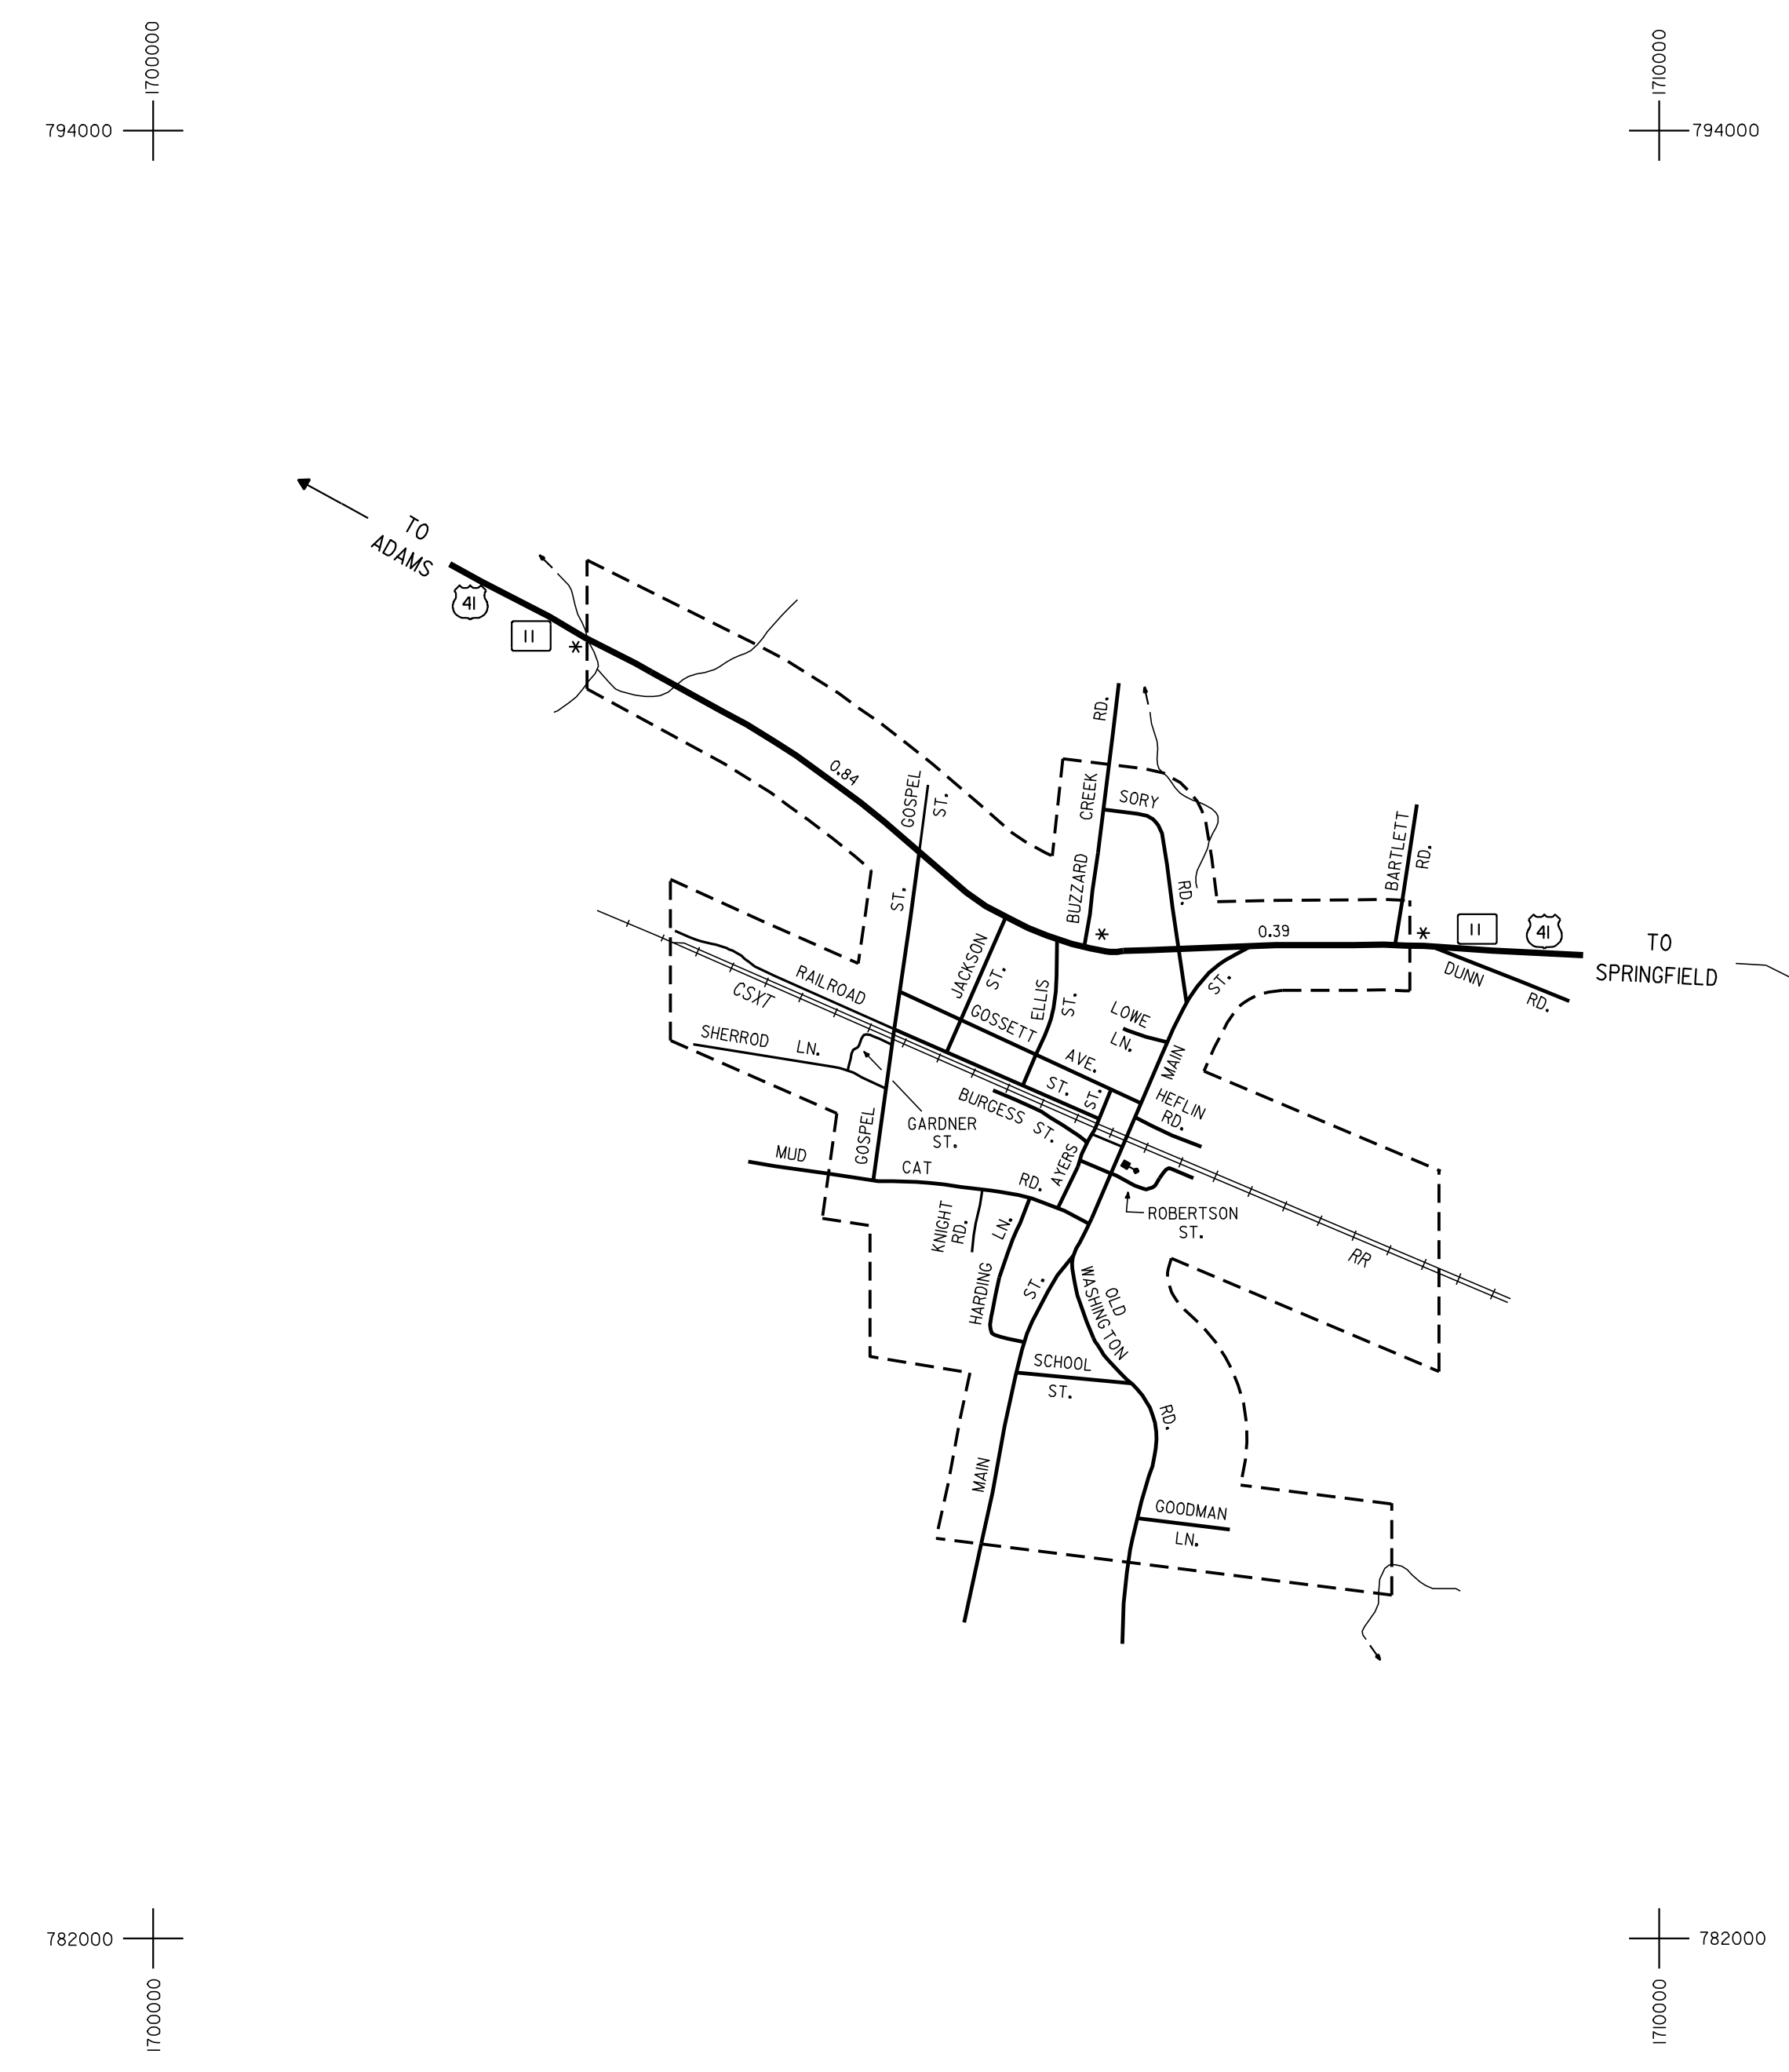 1700000
1710000
794000
794000
TO
ADAMS
41
11
*
0.84
GOSPEL
ST.
ST.
GOSPEL
RD.
CREEK
BUZZARD
SORY
RD.
*
0.39
BARTLETT
RD.
*
11
41
TO
SPRINGFIELD
DUNN
RD.
JACKSON
ST.
ELLIS
ST.
RAILROAD
ST.
CSXT
RR
SHERROD LN.
GOSSETT
AVE.
LOWE
LN.
ST.
MAIN
HEFLIN
RD.
BURGESS ST.
GARDNER
ST.
AYERS
ST.
MUD
CAT
RD.
KNIGHT
RD.
HARDING
LN.
ROBERTSON
ST.
ST.
MAIN
OLD
WASHINGTON
RD.
SCHOOL
ST.
GOODMAN
LN.
782000
782000
1700000
1710000